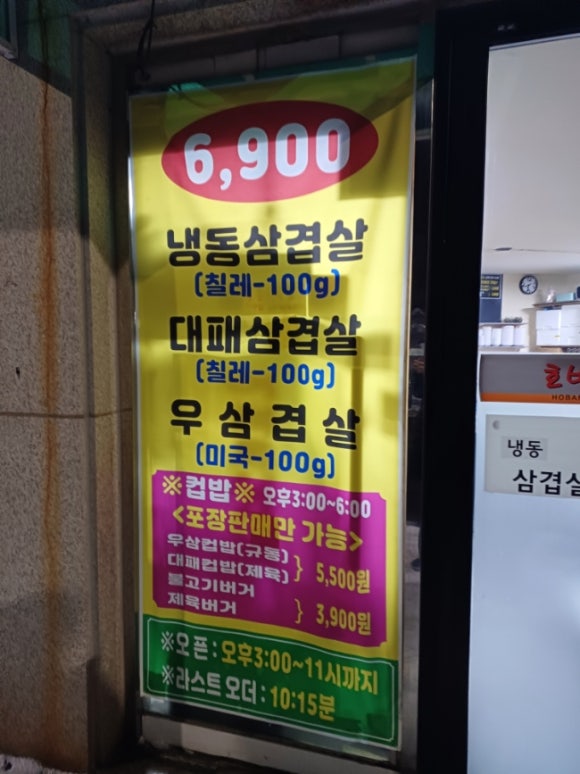 6,900
냉동삼겹살
(칠레-100g)
대패삼겹살
(칠레-100g)
우삼겹살
(미국-100g)
※컵밥※ 오후3:00~6:00
<포장판매만 가능>
우삼컵밥(규동)
대패컵밥(제육) } 5,500원
불고기버거
제육버거 } 3,900원
※오픈 : 오후3:00~11시까지
※라스트 오더 : 10:15분
냉동